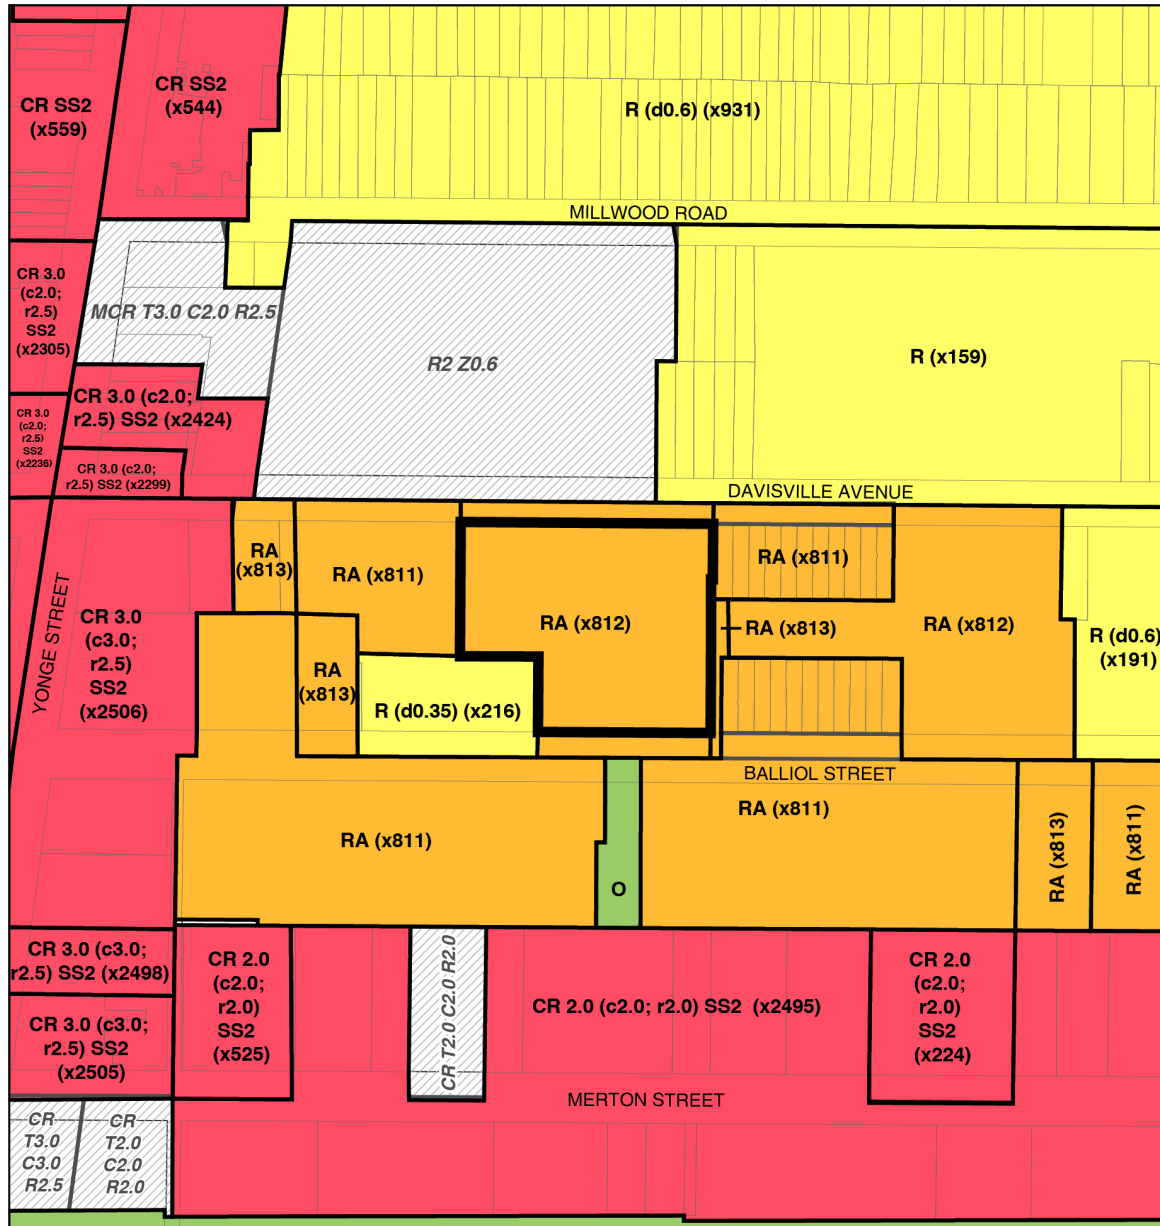 CR SS2
(x559)
CR SS2
(x544)
R (d0.6) (x931)
MILLWOOD ROAD
CR 3.0
(c2.0;
r2.5)
SS2
(x2305)
MCR T3.0 C2.0 R2.5
R2 Z0.6
R (x159)
CR 3.0 (c2.0;
r2.5) SS2 (x2424)
CR 3.0
(c2.0;
r2.5)
SS2
(x2236)
CR 3.0 (c2.0;
r2.5) SS2 (x2299)
DAVISVILLE AVENUE
YONGE STREET
CR 3.0
(c3.0;
r2.5)
SS2
(x2506)
RA
(x813)
RA (x811)
RA (x812)
RA (x811)
RA (x813)
RA (x812)
R (d0.6)
(x191)
RA
(x813)
R (d0.35) (x216)
BALLIOL STREET
RA (x811)
RA (x811)
O
RA (x813)
RA (x811)
CR 3.0 (c3.0;
r2.5) SS2 (x2498)
CR 3.0 (c3.0;
r2.5) SS2
(x2505)
CR 2.0
(c2.0;
r2.0)
SS2
(x525)
CR T2.0 C2.0 R2.0
CR 2.0 (c2.0; r2.0) SS2 (x2495)
CR 2.0
(c2.0;
r2.0)
SS2
(x224)
MERTON STREET
CR
T3.0
C3.0
R2.5
CR
T2.0
C2.0
R2.0